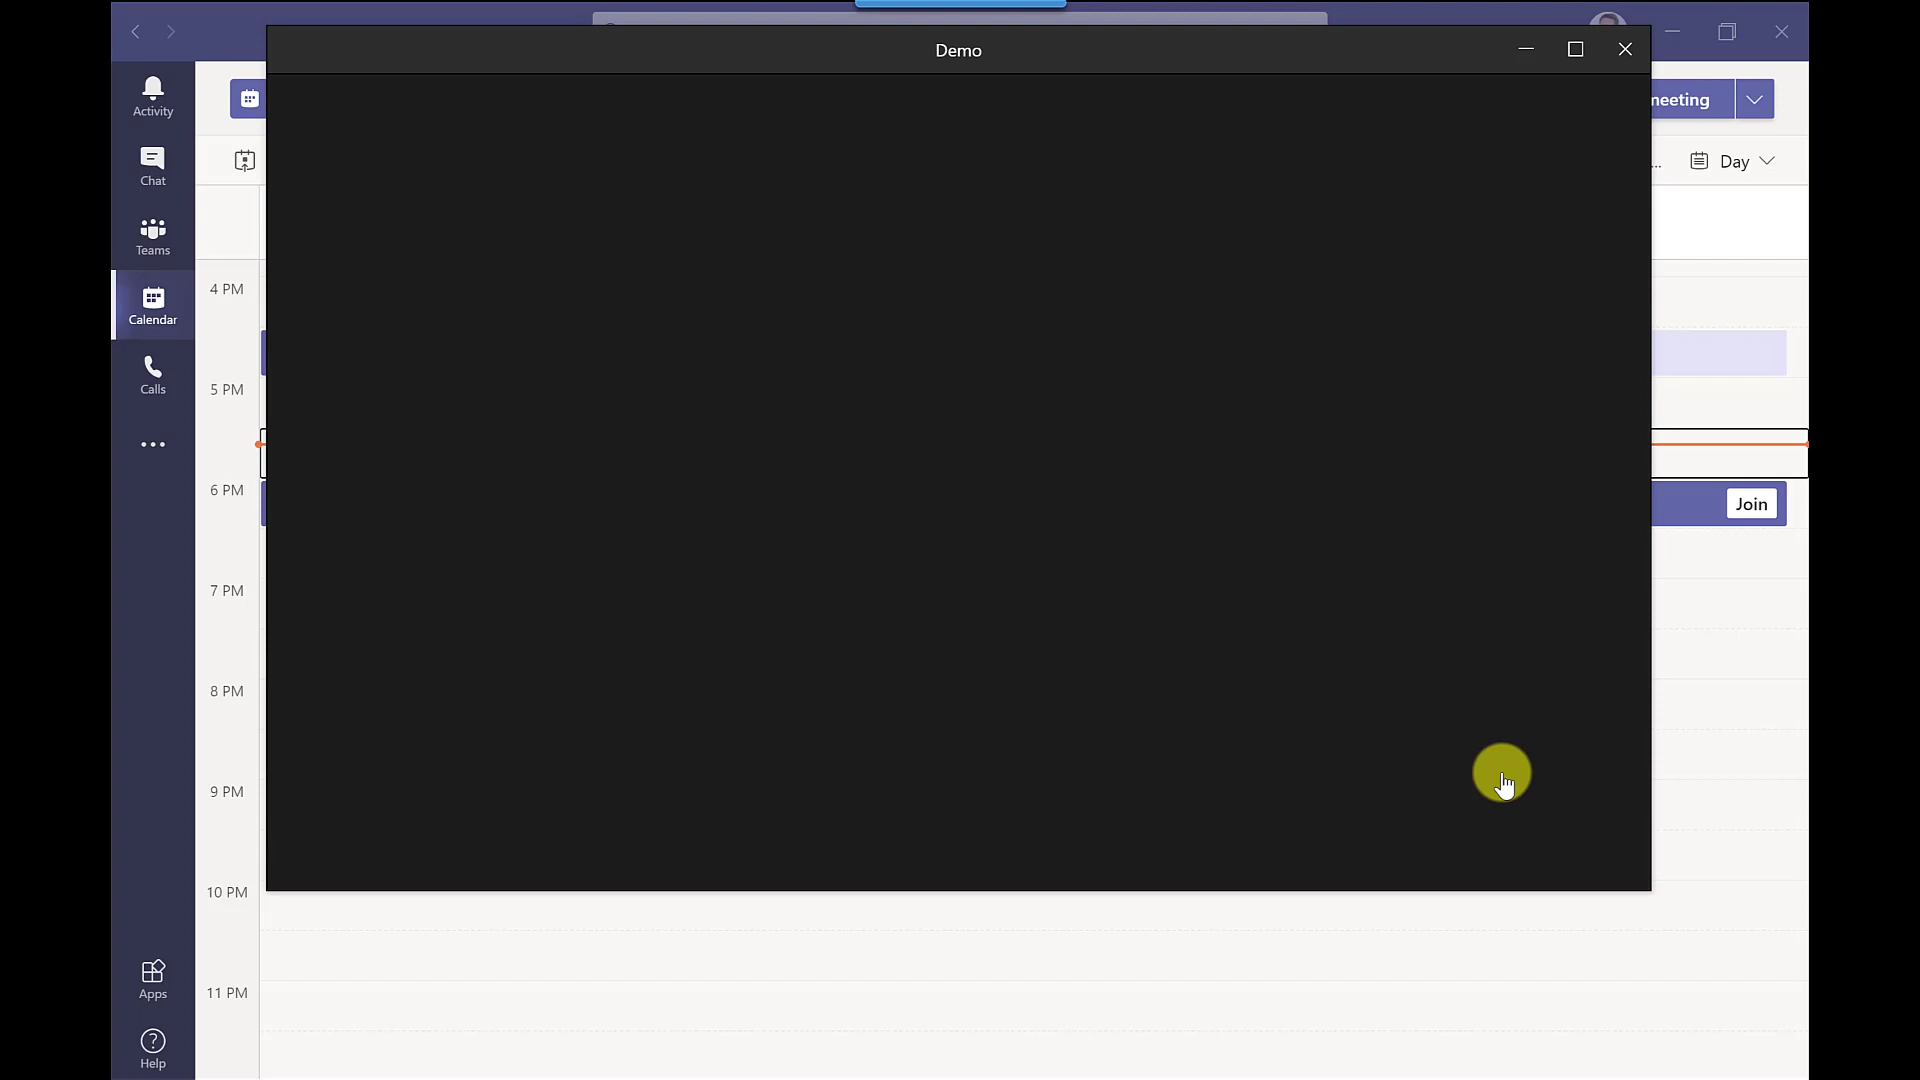 Demo
Activity
Chat
Teams
Calendar
Calls
Apps
Help
meeting
... Day
4 PM
5 PM
6 PM
Join
7 PM
8 PM
9 PM
10 PM
11 PM